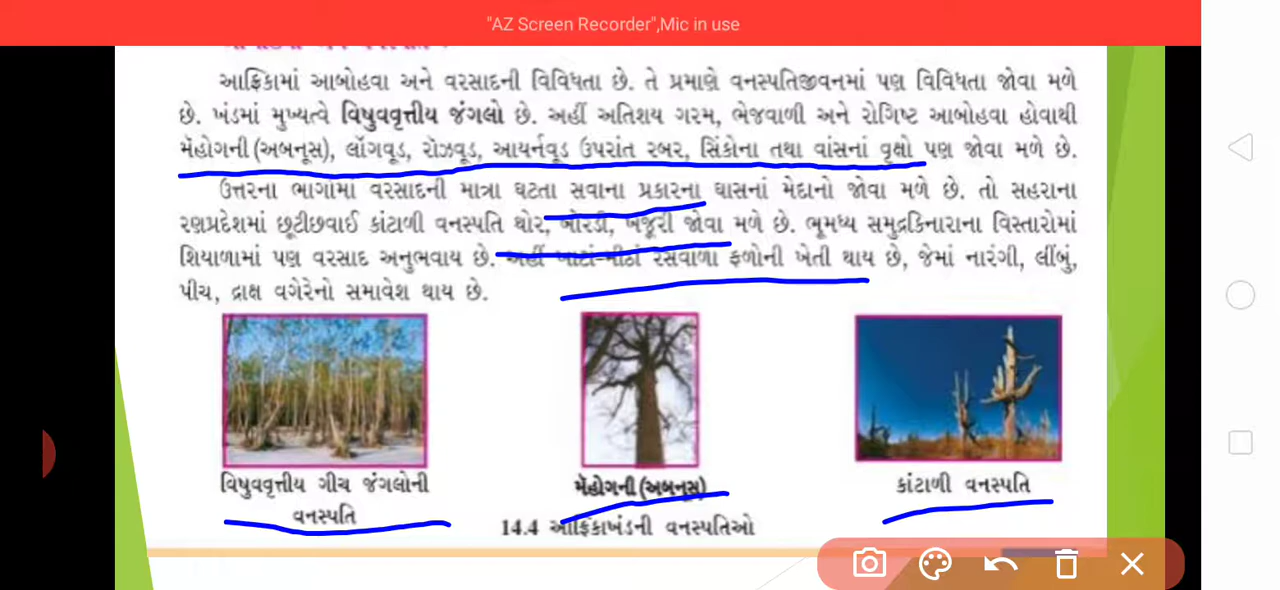 "AZ Screen Recorder",Mic in use
આફ્રિકામાં આબોહવા અને વરસાદની વિવિધતા છે. તે પ્રમાણે વનસ્પતિજીવનમાં પણ વિવિધતા જોવા મળે
છે. ખંડમાં મુખ્યત્વે વિષુવવૃત્તીય જંગલો છે. અહીં અતિશય ગરમ, ભેજવાળી અને રોગિષ્ટ આબોહવા હોવાથી
મૅહોગની (અબનૂસ), લૉગવૂડ, રોઝવૂડ, આયર્નવૂડ ઉપરાંત રબર, સિંકોના તથા વાંસનાં વૃક્ષો પણ જોવા મળે છે.
ઉત્તરના ભાગોમાં વરસાદની માત્રા ઘટતા સવાના પ્રકારના ઘાસનાં મેદાનો જોવા મળે છે. તો સહરાના
રણપ્રદેશમાં છૂટીછવાઈ કાંટાળી વનસ્પતિ થોર, બોરડી, ખજૂરી જોવા મળે છે. ભૂમધ્ય સમુદ્રકિનારાના વિસ્તારોમાં
શિયાળામાં પણ વરસાદ અનુભવાય છે. અહીં ખાટાં-મીઠાં રસવાળા ફળોની ખેતી થાય છે, જેમાં નારંગી, લીંબું,
પીચ, દ્રાક્ષ વગેરેનો સમાવેશ થાય છે.
વિષુવવૃત્તીય ગીચ જંગલોની
વનસ્પતિ
મૅહોગની (અબનૂસ)
કાંટાળી વનસ્પતિ
14.4 આફ્રિકાખંડની વનસ્પતિઓ